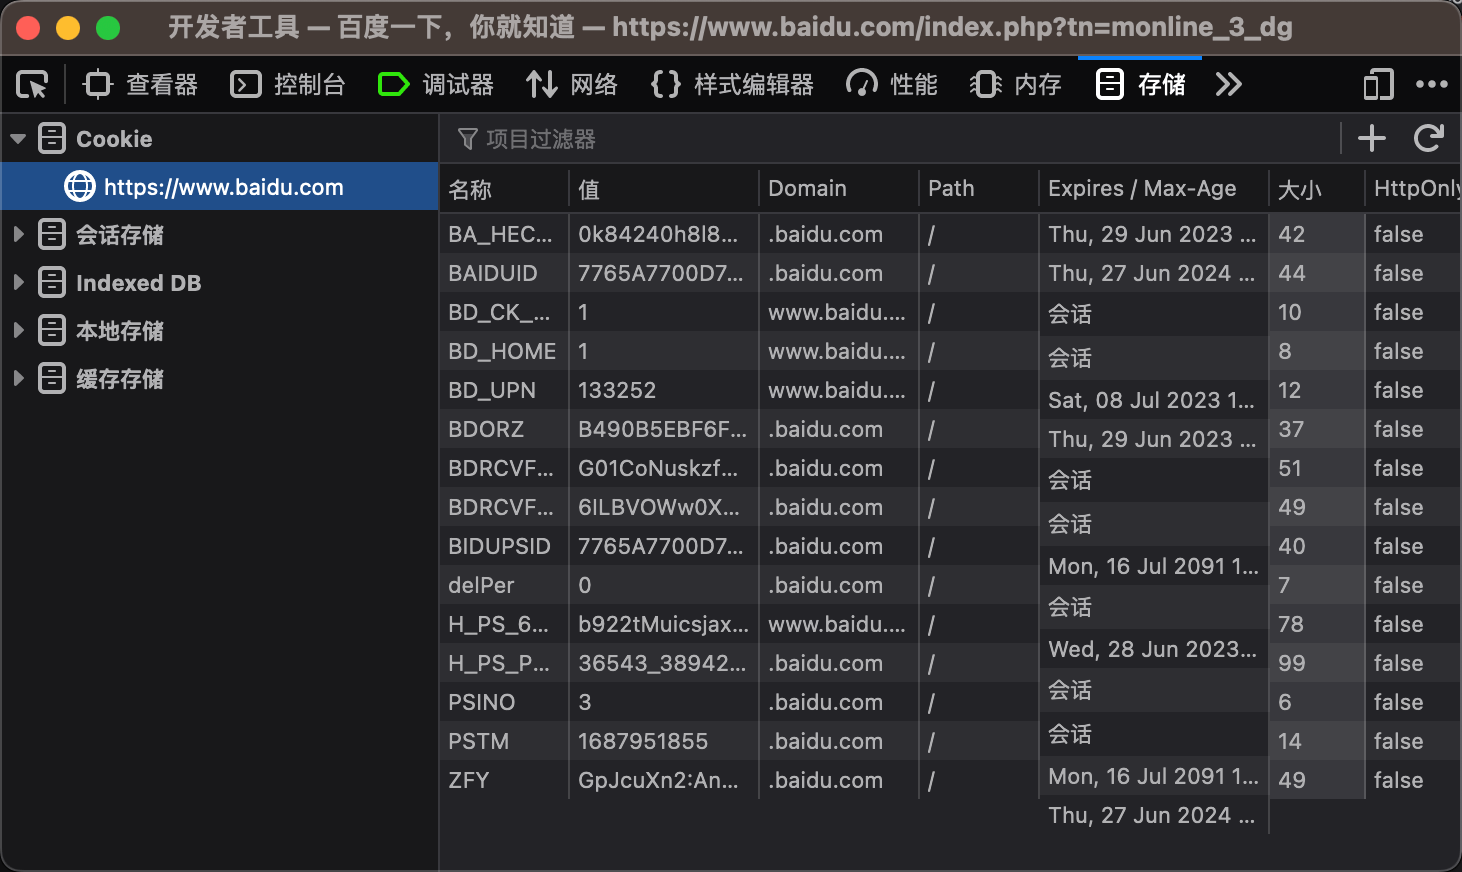 开发者工具 — 百度一下，你就知道 — https://www.baidu.com/index.php?tn=monline_3_dg
查看器 控制台 调试器 网络 样式编辑器 性能 内存 存储
Cookie
https://www.baidu.com
会话存储
Indexed DB
本地存储
缓存存储
项目过滤器
名称 值 Domain Path Expires / Max-Age 大小 HttpOnly
BA_HEC... 0k84240h8l8... .baidu.com / Thu, 29 Jun 2023 ... 42 false
BAIDUID 7765A7700D7... .baidu.com / Thu, 27 Jun 2024 ... 44 false
BD_CK_... 1 www.baidu.... / 会话 10 false
BD_HOME 1 www.baidu.... / 会话 8 false
BD_UPN 133252 www.baidu.... / Sat, 08 Jul 2023 1... 12 false
BDORZ B490B5EBF6F... .baidu.com / Thu, 29 Jun 2023 ... 37 false
BDRCVF... G01CoNuskzf... .baidu.com / 会话 51 false
BDRCVF... 6ILBVOWw0X... .baidu.com / 会话 49 false
BIDUPSID 7765A7700D7... .baidu.com / Mon, 16 Jul 2091 1... 40 false
delPer 0 .baidu.com / 会话 7 false
H_PS_6... b922tMuicsjax... www.baidu.... / Wed, 28 Jun 2023... 78 false
H_PS_P... 36543_38942... .baidu.com / 会话 99 false
PSINO 3 .baidu.com / 会话 6 false
PSTM 1687951855 .baidu.com / Mon, 16 Jul 2091 1... 14 false
ZFY GpJcuXn2:An... .baidu.com / Thu, 27 Jun 2024 ... 49 false